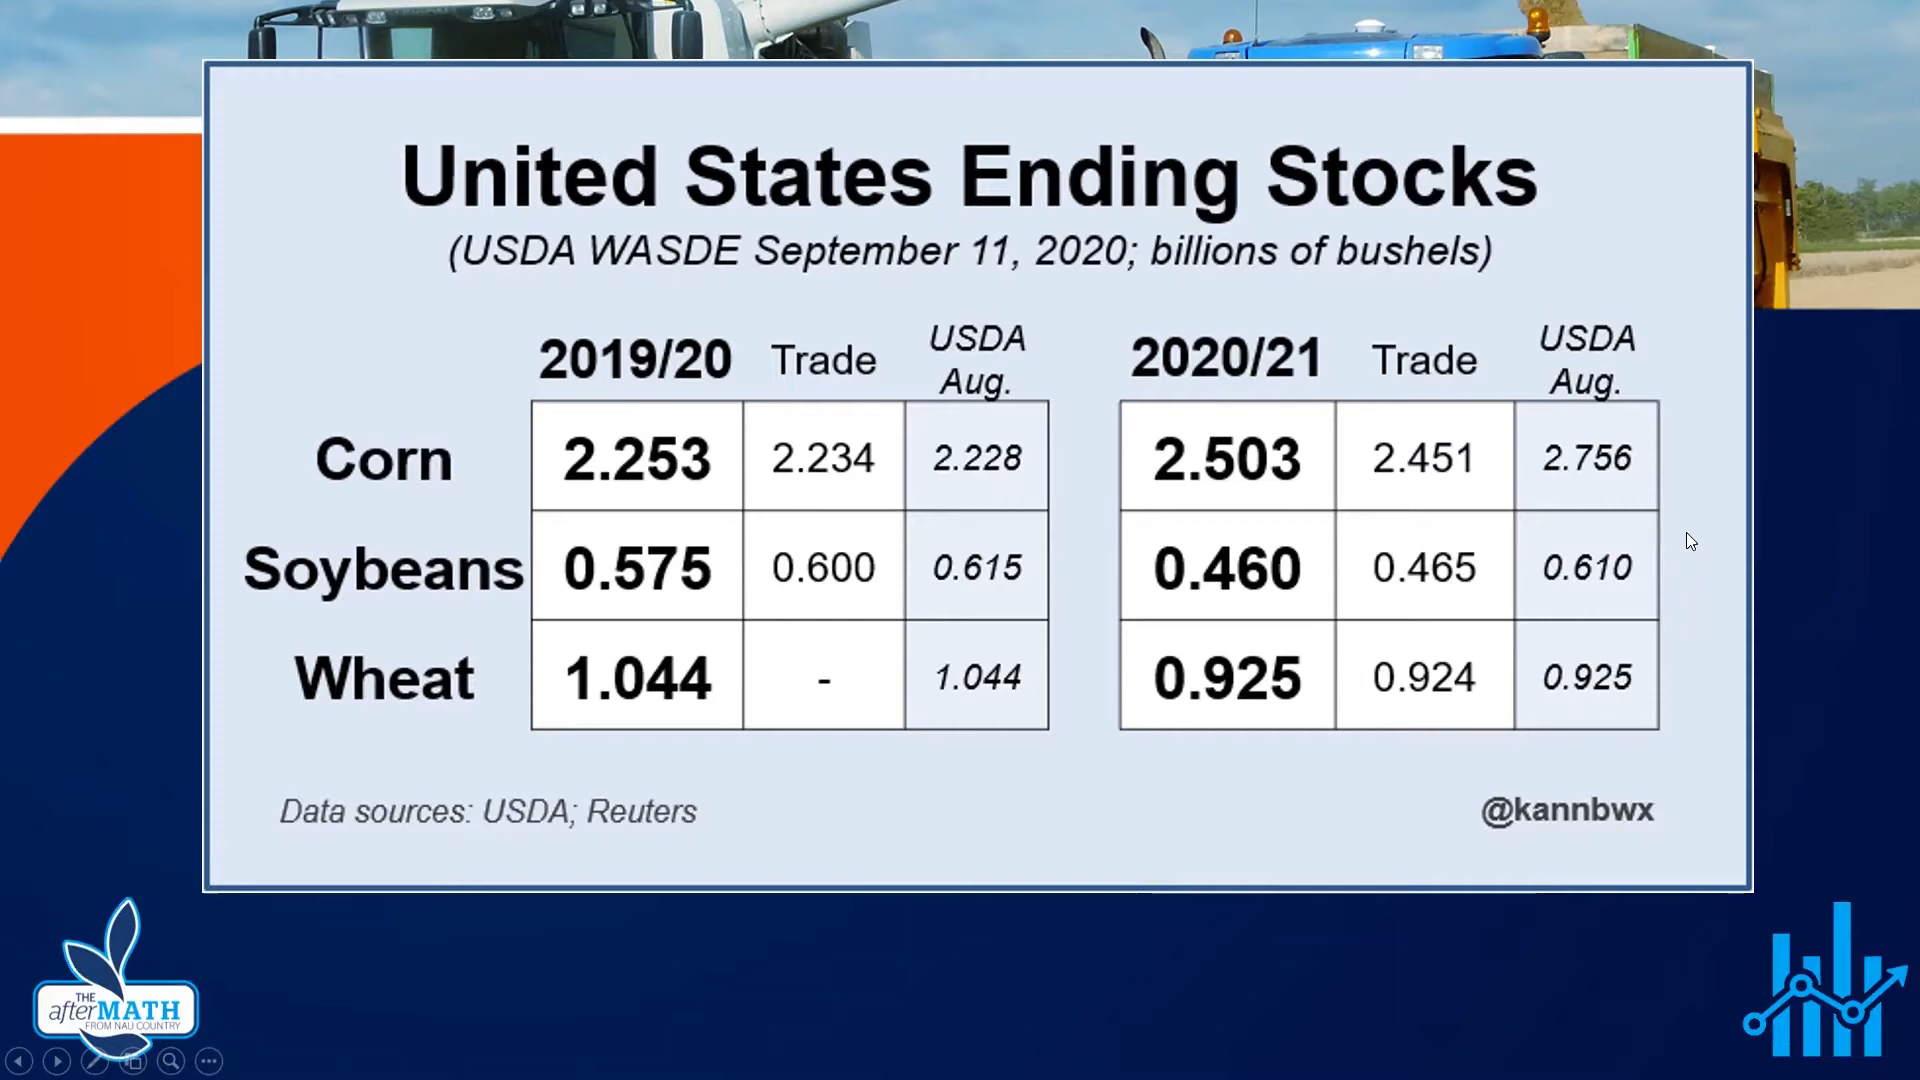 United States Ending Stocks
(USDA WASDE September 11, 2020; billions of bushels)
2019/20 Trade USDA Aug. 2020/21 Trade USDA Aug.
Corn 2.253 2.234 2.228 2.503 2.451 2.756
Soybeans 0.575 0.600 0.615 0.460 0.465 0.610
Wheat 1.044 - 1.044 0.925 0.924 0.925
Data sources: USDA; Reuters @kannbwx
THE
afterMATH
FROM NAU COUNTRY